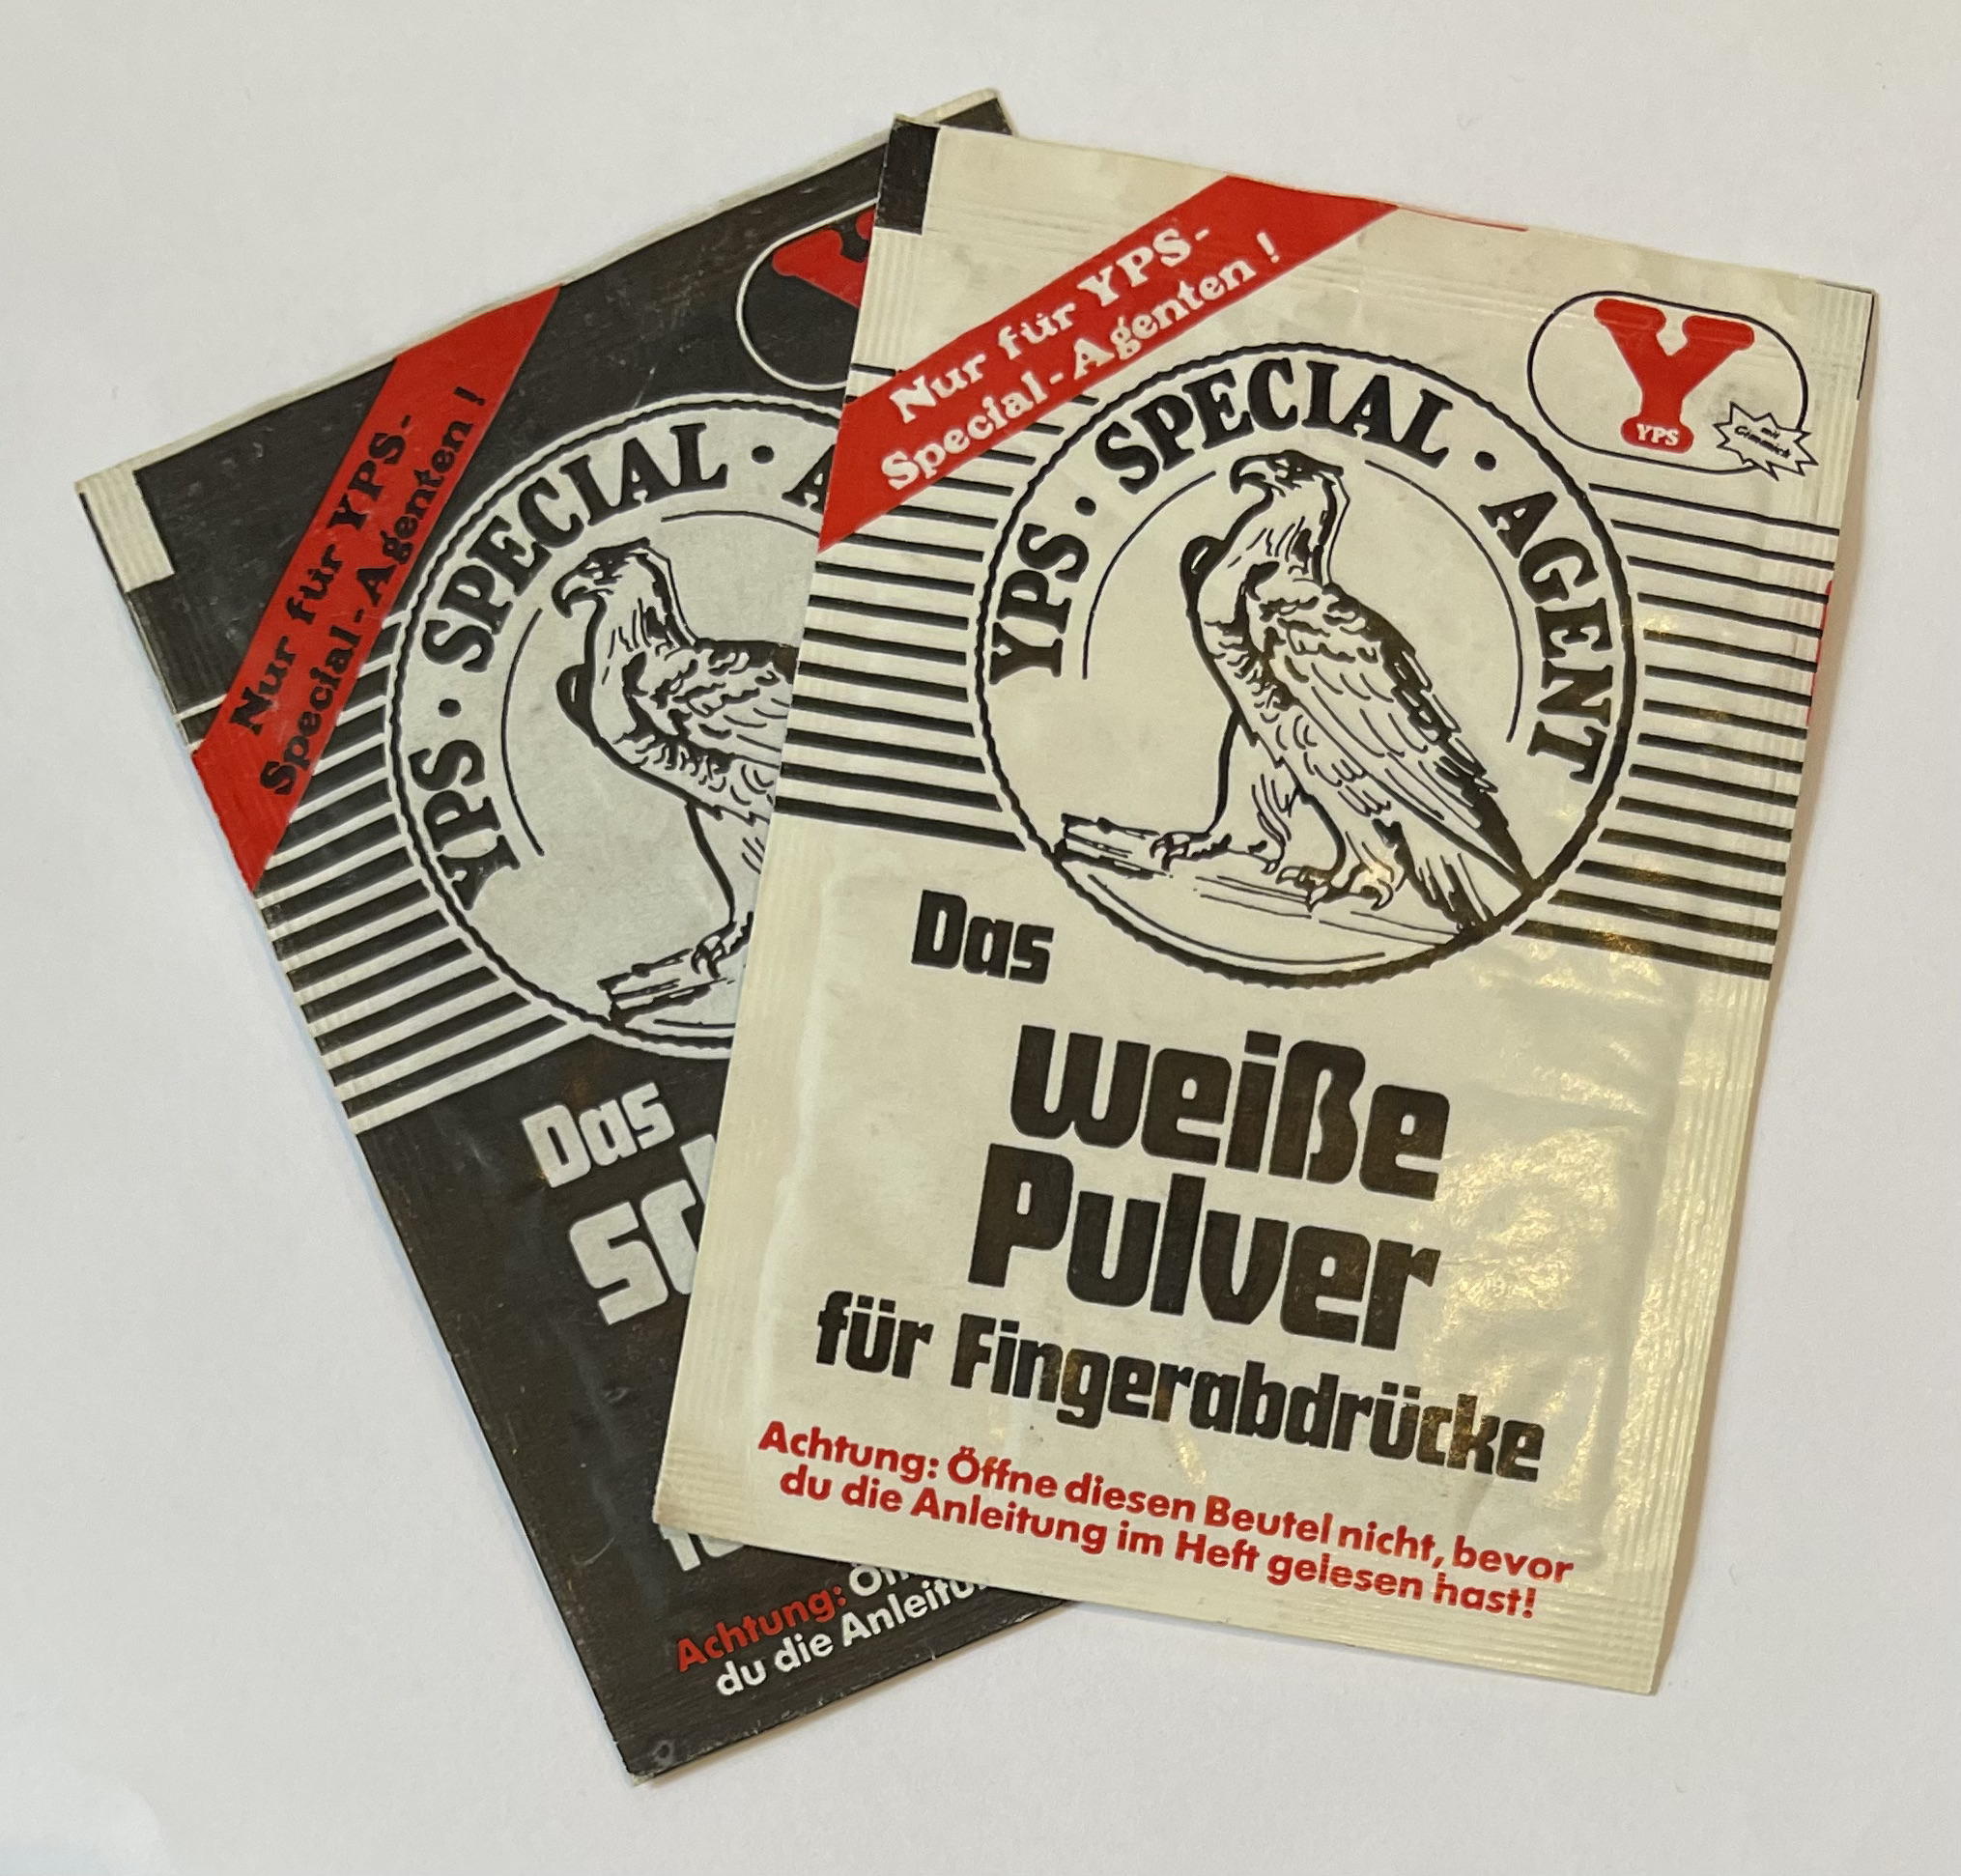 Nur für YPS-
Special-Agenten!
YPS · SPECIAL · A
Das
Achtung:
du die
Nur für YPS-
Special-Agenten!
Y
YPS
mit
Gimmick
YPS · SPECIAL · AGENT
Das
weiße
Pulver
für Fingerabdrücke
Achtung: Öffne diesen Beutel nicht, bevor
du die Anleitung im Heft gelesen hast!